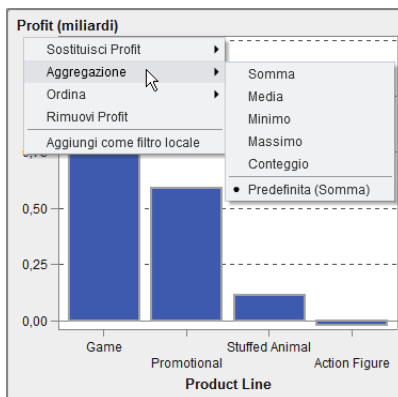 Profit (miliardi)
Sostituisci Profit
Aggregazione
Ordina
Rimuovi Profit
Aggiungi come filtro locale
Somma
Media
Minimo
Massimo
Conteggio
Predefinita (Somma)
0,50
0,25
0,00
Game
Promotional
Stuffed Animal
Action Figure
Product Line